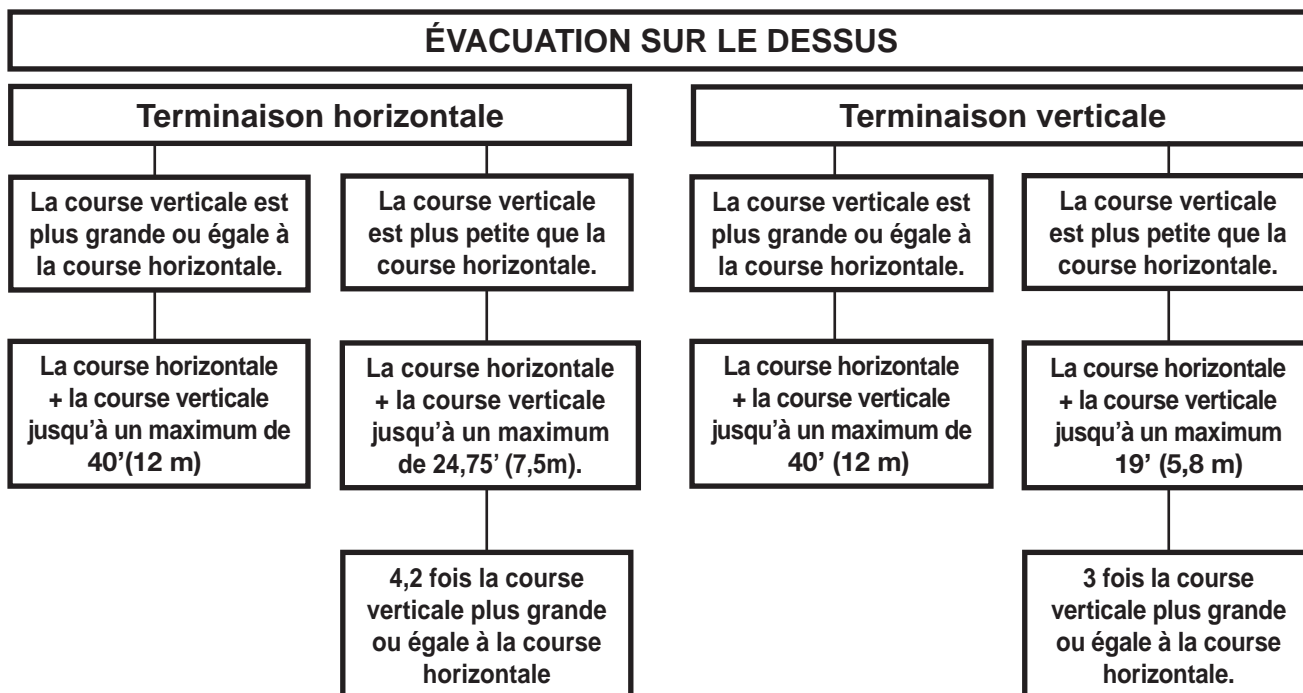 ÉVACUATION SUR LE DESSUS
Terminaison horizontale
La course verticale est
plus grande ou égale à
la course horizontale.
La course horizontale
+ la course verticale
jusqu’à un maximum de
40’(12 m)
La course verticale
est plus petite que la
course horizontale.
La course horizontale
+ la course verticale
jusqu’à un maximum
de 24,75’ (7,5m).
4,2 fois la course
verticale plus grande
ou égale à la course
horizontale
Terminaison verticale
La course verticale est
plus grande ou égale à
la course horizontale.
La course horizontale
+ la course verticale
jusqu’à un maximum de
40’ (12 m)
La course verticale
est plus petite que la
course horizontale.
La course horizontale
+ la course verticale
jusqu’à un maximum
19’ (5,8 m)
3 fois la course
verticale plus grande
ou égale à la course
horizontale.